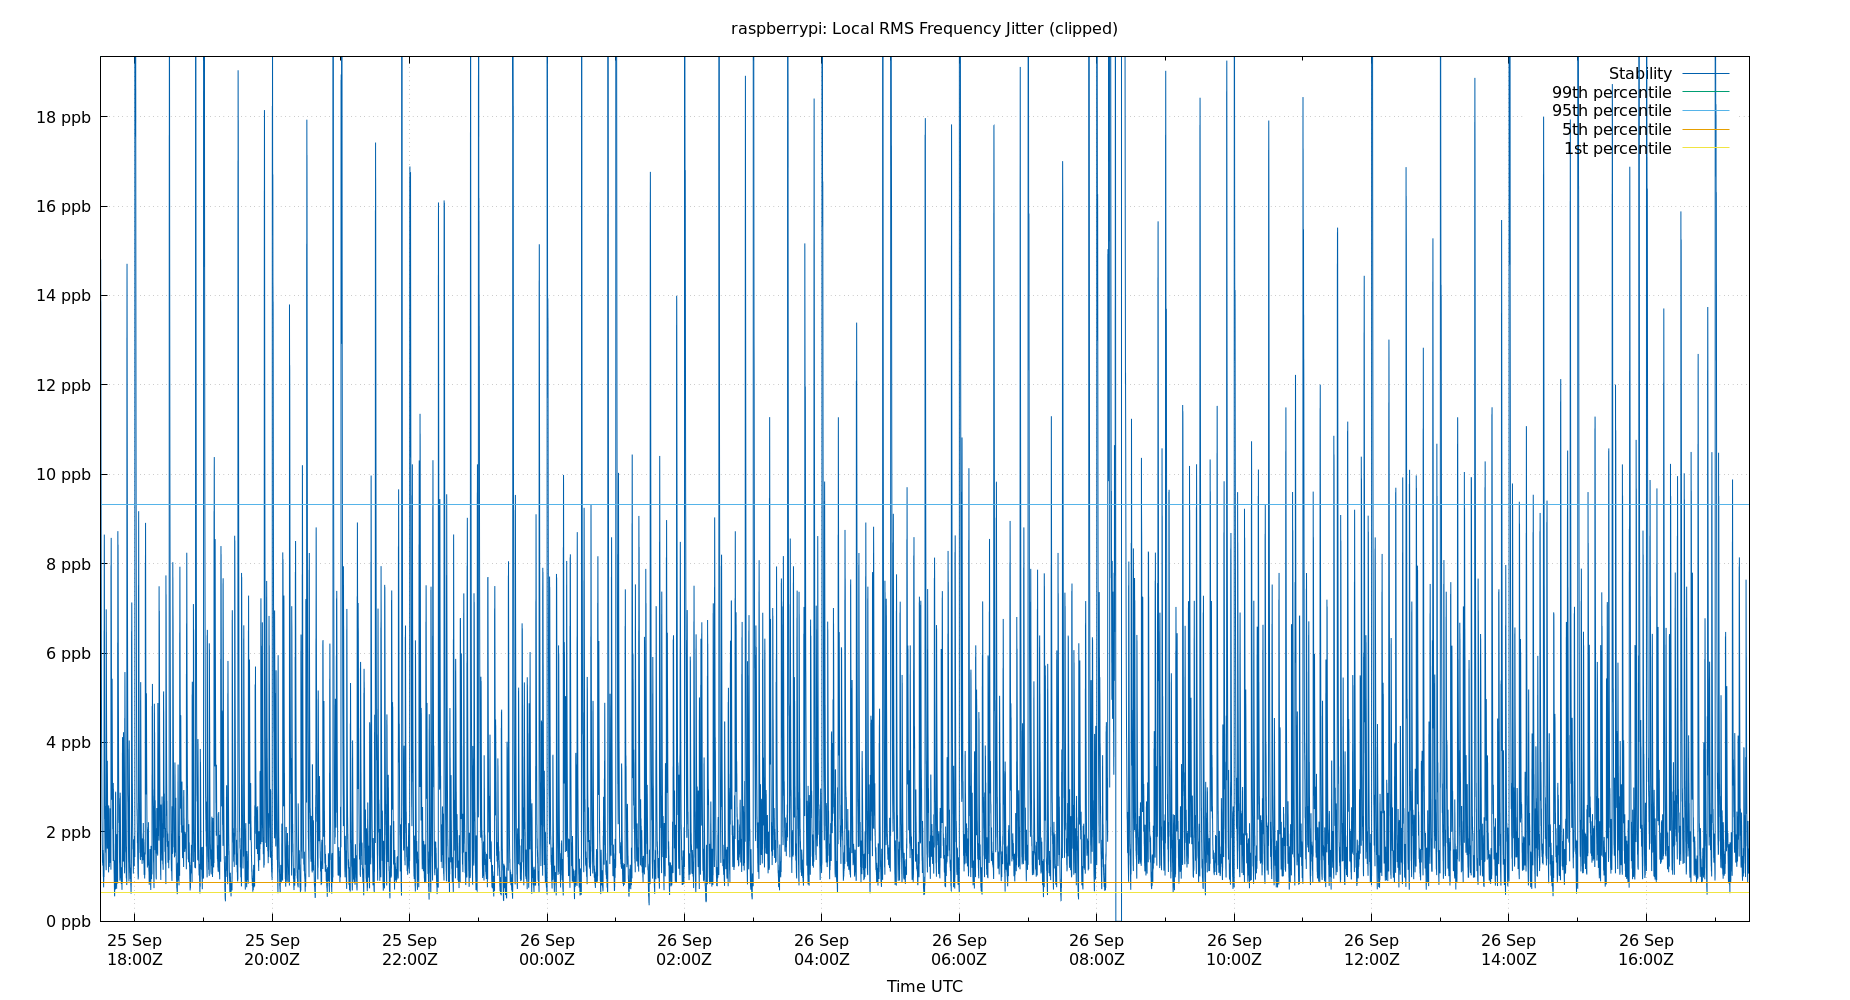 raspberrypi: Local RMS Frequency Jitter (clipped)
Stability
99th percentile
95th percentile
5th percentile
1st percentile
18 ppb
16 ppb
14 ppb
12 ppb
10 ppb
8 ppb
6 ppb
4 ppb
2 ppb
0 ppb
25 Sep 25 Sep 25 Sep 26 Sep 26 Sep 26 Sep 26 Sep 26 Sep 26 Sep 26 Sep 26 Sep 26 Sep
18:00Z 20:00Z 22:00Z 00:00Z 02:00Z 04:00Z 06:00Z 08:00Z 10:00Z 12:00Z 14:00Z 16:00Z
Time UTC